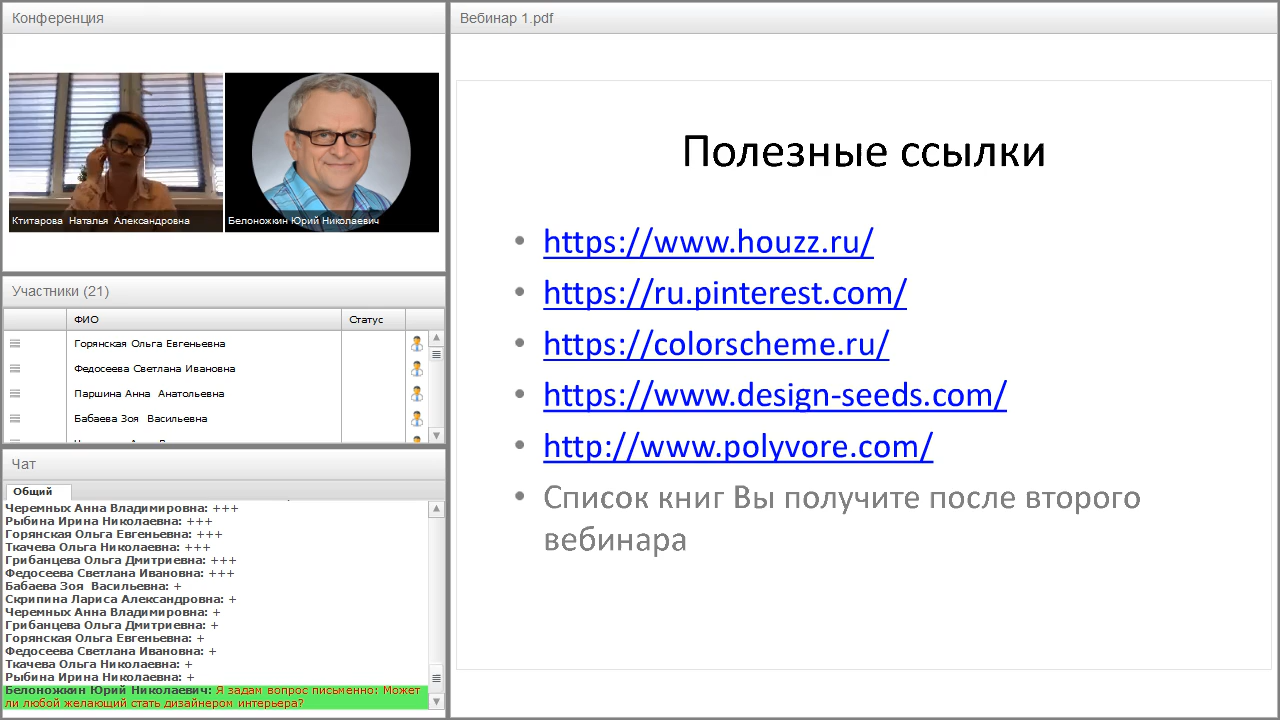 Конференция
Ктитарова Наталья Александровна
Белоножкин Юрий Николаевич
Участники (21)
ФИО Статус
Горянская Ольга Евгеньевна
Федосеева Светлана Ивановна
Паршина Анна Анатольевна
Бабаева Зоя Васильевна
Чат
Общий
Черемных Анна Владимировна: +++
Рыбина Ирина Николаевна: +++
Горянская Ольга Евгеньевна: +++
Ткачева Ольга Николаевна: +++
Грибанцева Ольга Дмитриевна: +++
Федосеева Светлана Ивановна: +++
Бабаева Зоя Васильевна: +
Скрипина Лариса Александровна: +
Черемных Анна Владимировна: +
Грибанцева Ольга Дмитриевна: +
Горянская Ольга Евгеньевна: +
Федосеева Светлана Ивановна: +
Ткачева Ольга Николаевна: +
Рыбина Ирина Николаевна: +
Белоножкин Юрий Николаевич: Я задам вопрос письменно: Может
ли любой желающий стать дизайнером интерьера?
Вебинар 1.pdf
Полезные ссылки
• https://www.houzz.ru/
• https://ru.pinterest.com/
• https://colorscheme.ru/
• https://www.design-seeds.com/
• http://www.polyvore.com/
• Список книг Вы получите после второго
вебинара